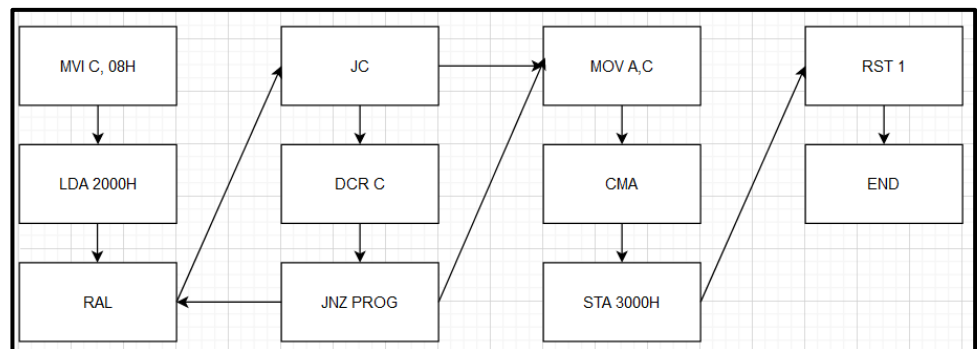 MVI C, 08H
LDA 2000H
RAL
JC
DCR C
JNZ PROG
MOV A,C
CMA
STA 3000H
RST 1
END